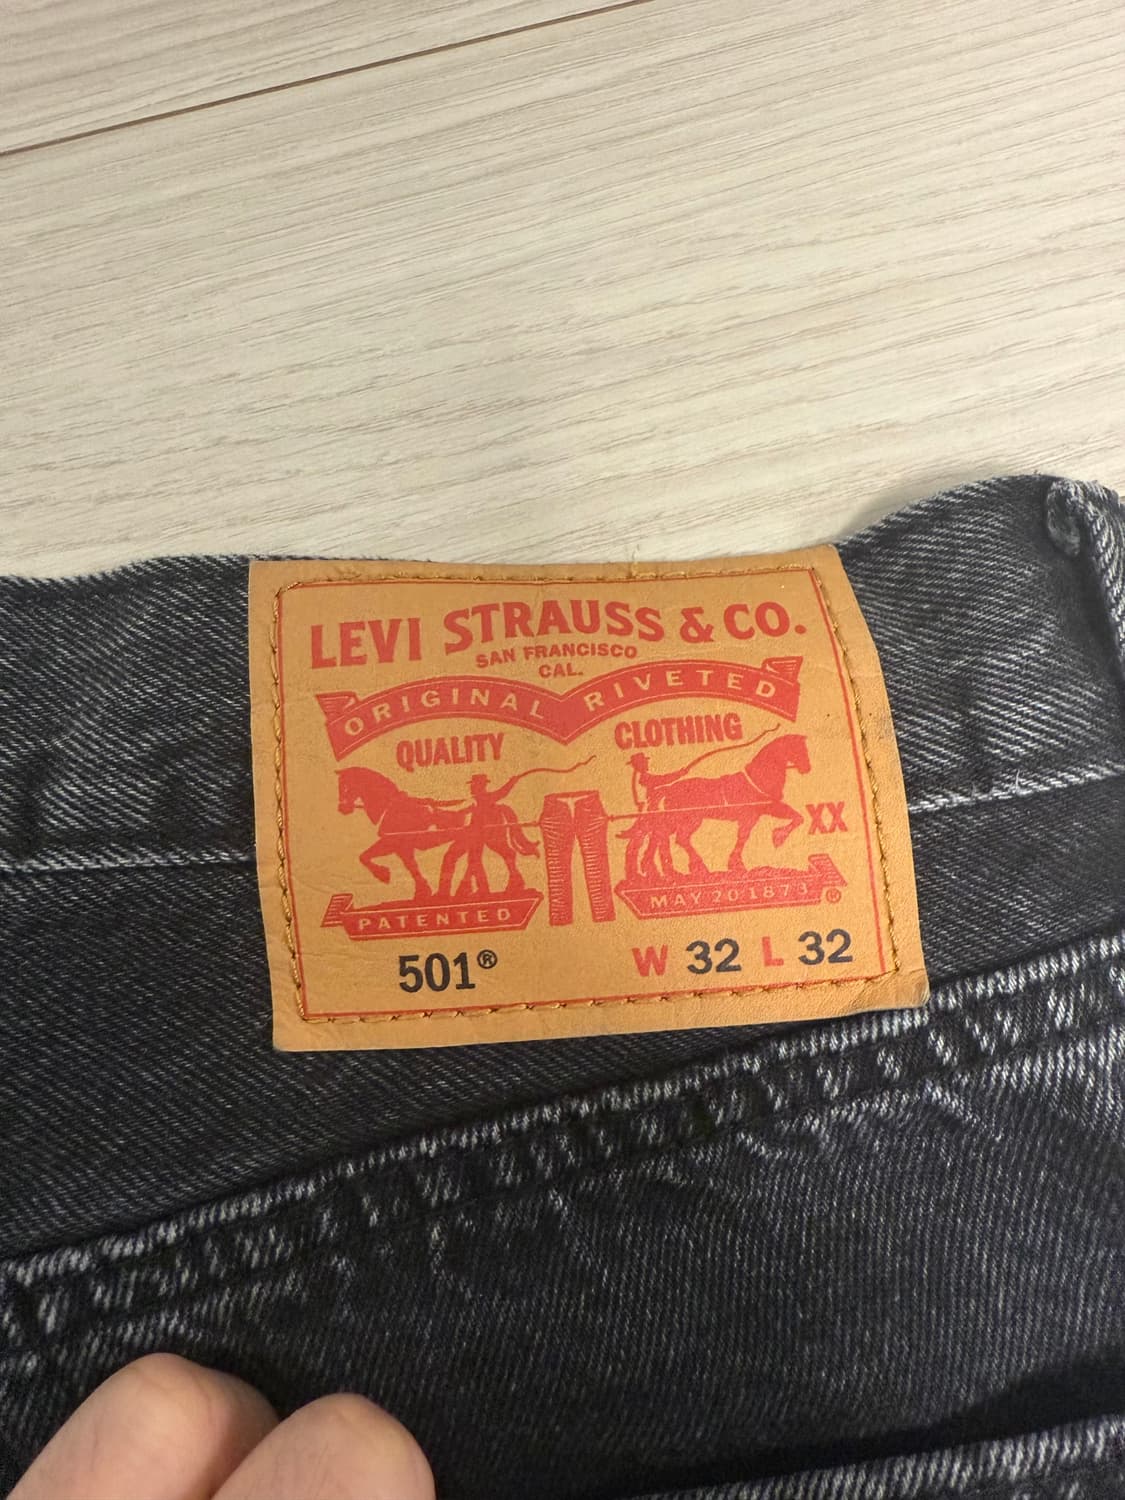 LEVI STRAUSS & CO.
SAN FRANCISCO
CAL.
ORIGINAL RIVETED
QUALITY CLOTHING
XX
PATENTED MAY 20 1873 ®
501® W 32 L 32